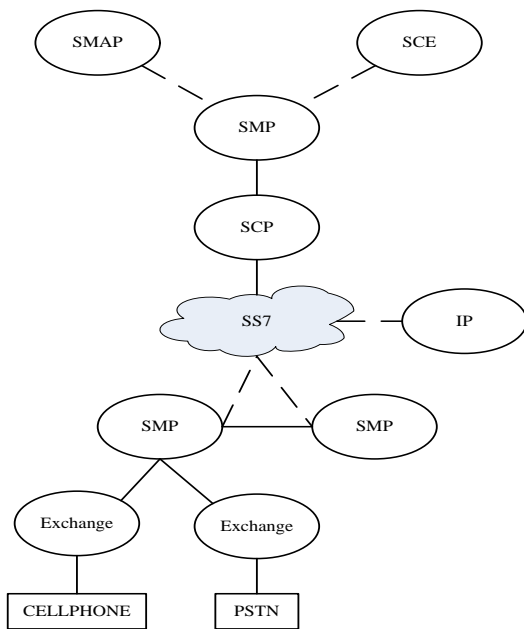 SMAP
SCE
SMP
SCP
SS7
IP
SMP
SMP
Exchange
Exchange
CELLPHONE
PSTN